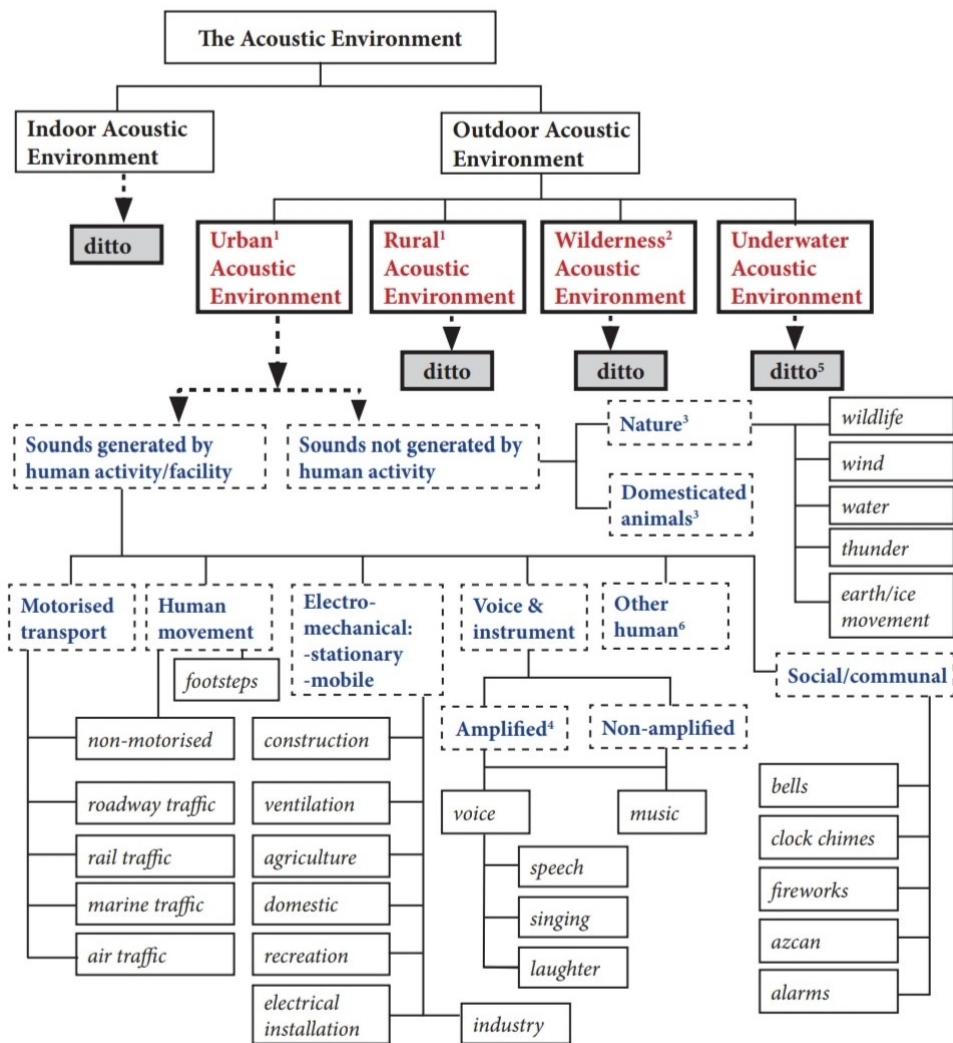 The Acoustic Environment
Indoor Acoustic
Environment
Outdoor Acoustic
Environment
ditto
Urban¹
Acoustic
Environment
Rural¹
Acoustic
Environment
Wilderness²
Acoustic
Environment
Underwater
Acoustic
Environment
ditto
ditto
ditto⁵
Sounds generated by
human activity/facility
Sounds not generated by
human activity
Nature³
Domesticated
animals³
wildlife
wind
water
thunder
earth/ice
movement
Motorised
transport
Human
movement
Electro-
mechanical:
-stationary
-mobile
Voice &
instrument
Other
human⁶
Social/communal
footsteps
non-motorised
roadway traffic
rail traffic
marine traffic
air traffic
construction
ventilation
agriculture
domestic
recreation
electrical
installation
industry
Amplified⁴
Non-amplified
voice
music
speech
singing
laughter
bells
clock chimes
fireworks
azcan
alarms